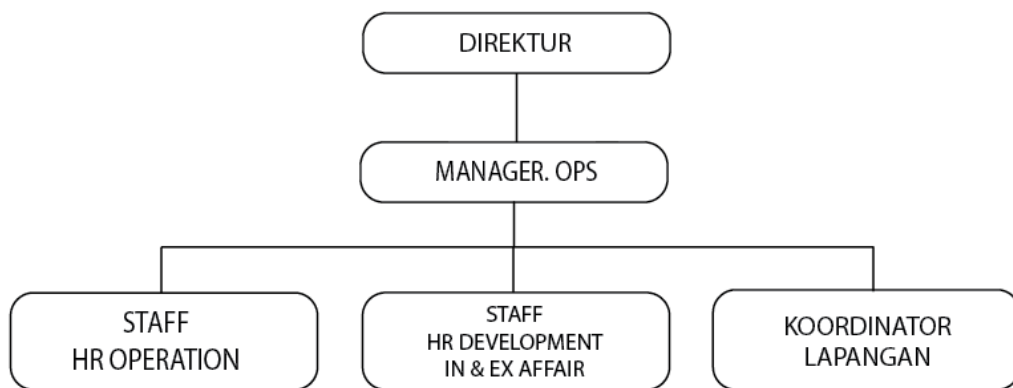 DIREKTUR
MANAGER. OPS
STAFF
HR OPERATION
STAFF
HR DEVELOPMENT
IN & EX AFFAIR
KOORDINATOR
LAPANGAN